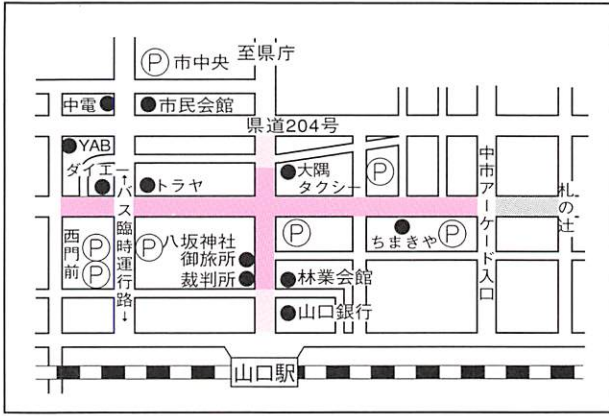 至県庁
Ⓟ市中央
中電
市民会館
県道204号
YAB
ダイエー
トラヤ
大隅
タクシー
Ⓟ
中市アーケード入口
札の辻
←バス臨時運行路→
西門前
Ⓟ
Ⓟ
Ⓟ
八坂神社
御旅所
裁判所
Ⓟ
ちまきや
Ⓟ
林業会館
山口銀行
山口駅